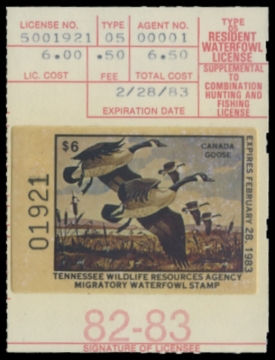 LICENSE NO. TYPE AGENT NO.
5001921 05 00001
6.00 .50 6.50
LIC. COST FEE TOTAL COST
2/28/83
EXPIRATION DATE
TYPE
05
RESIDENT
WATERFOWL
LICENSE
SUPPLEMENTAL
TO
COMBINATION
HUNTING AND
FISHING
LICENSE
01921
$6
CANADA
GOOSE
EXPIRES FEBRUARY 28, 1983
TENNESSEE WILDLIFE RESOURCES AGENCY
MIGRATORY WATERFOWL STAMP
82-83
SIGNATURE OF LICENSEE